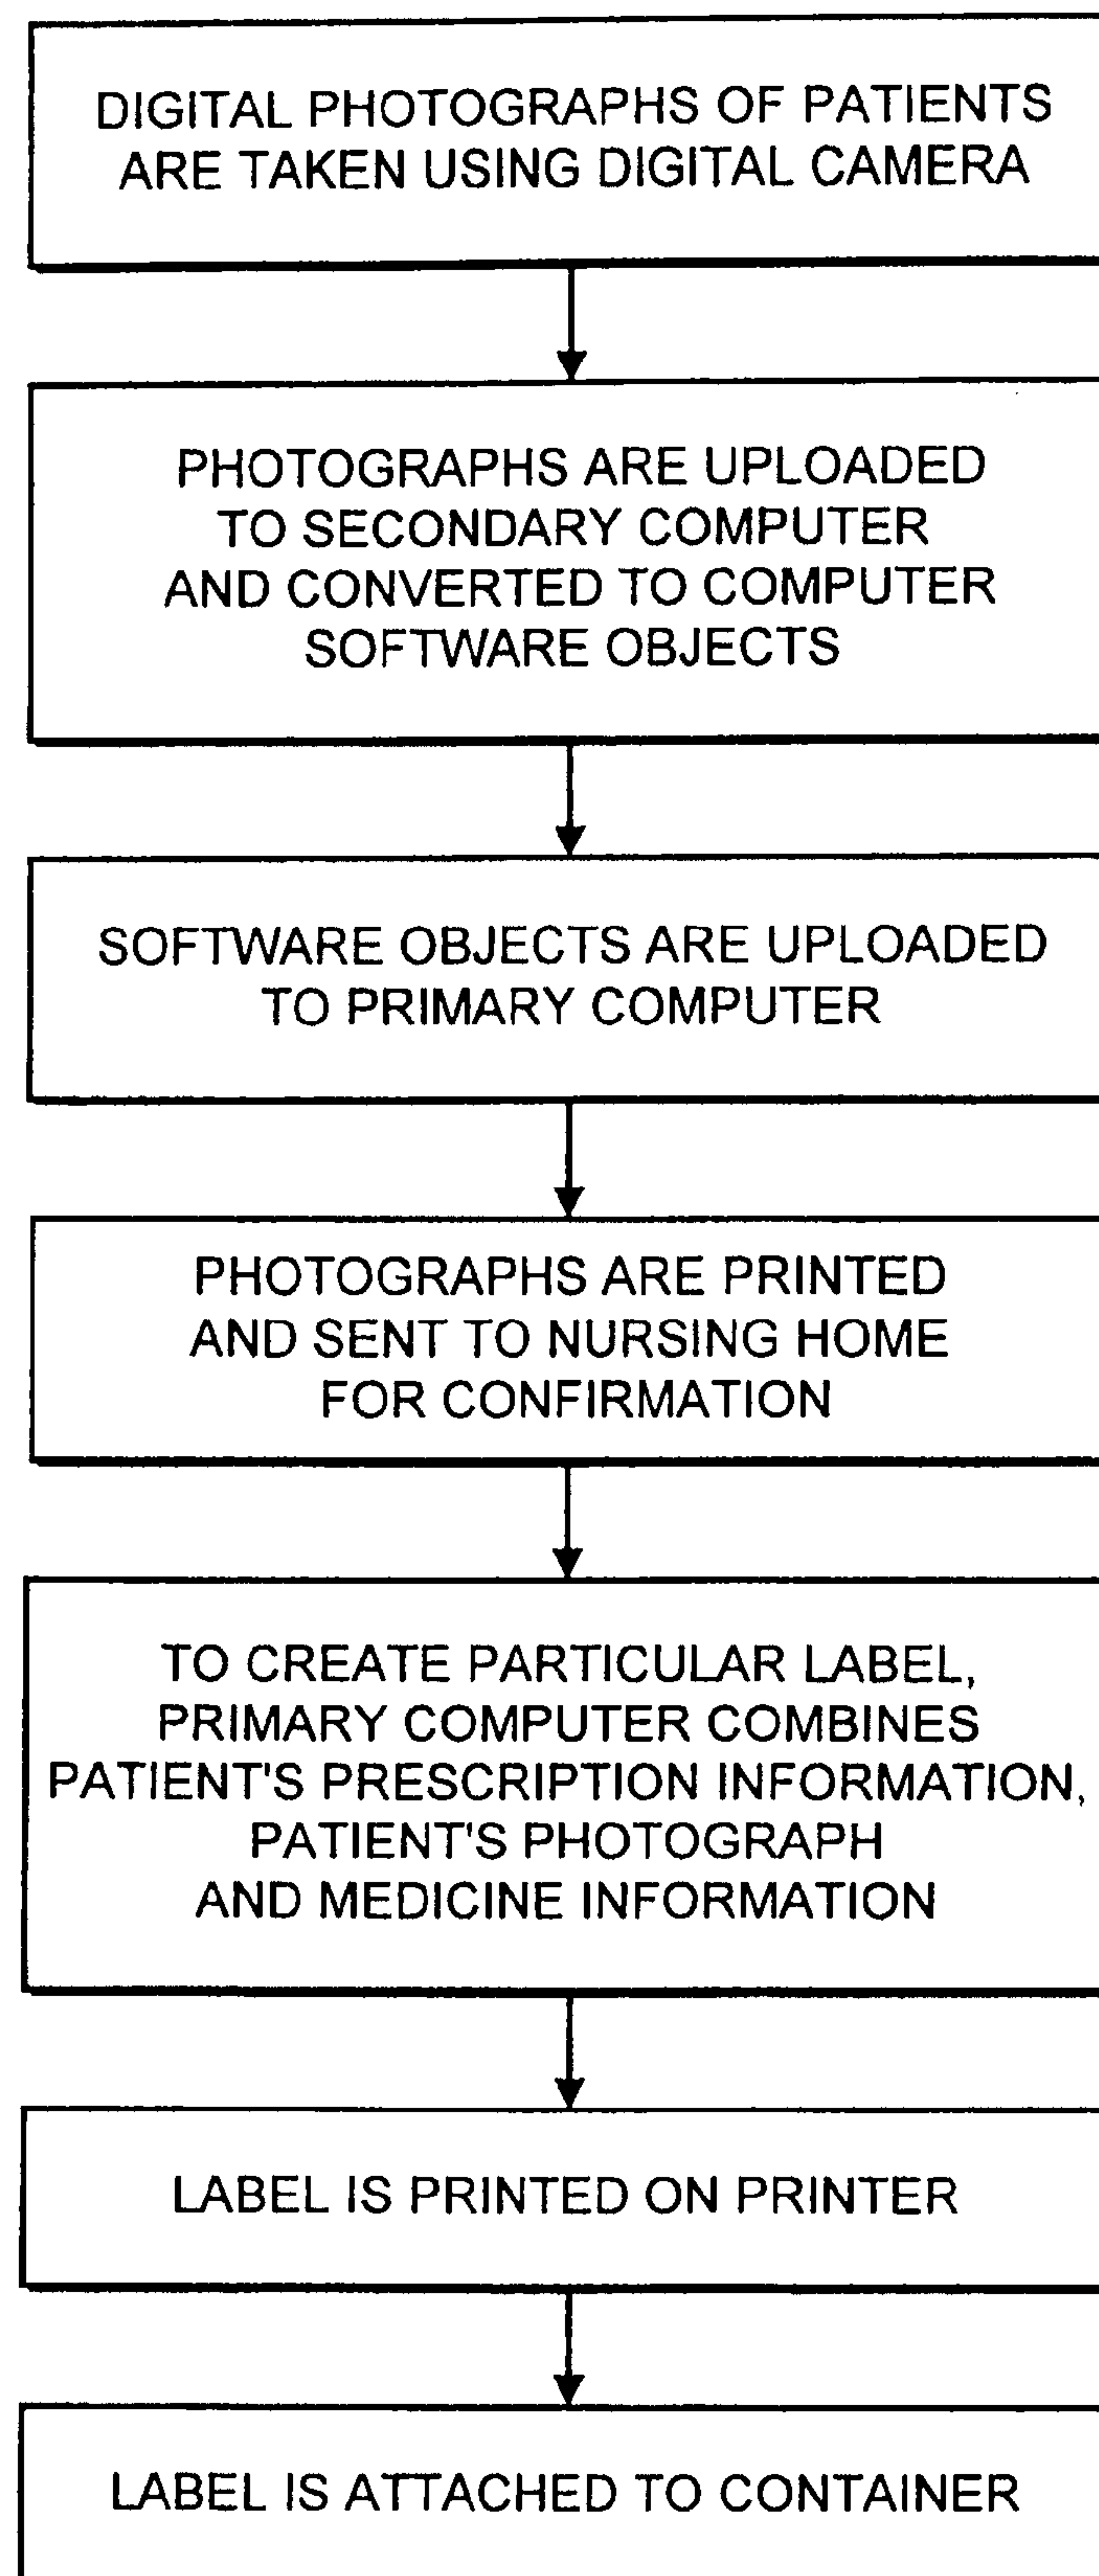 DIGITAL PHOTOGRAPHS OF PATIENTS
ARE TAKEN USING DIGITAL CAMERA
PHOTOGRAPHS ARE UPLOADED
TO SECONDARY COMPUTER
AND CONVERTED TO COMPUTER
SOFTWARE OBJECTS
SOFTWARE OBJECTS ARE UPLOADED
TO PRIMARY COMPUTER
PHOTOGRAPHS ARE PRINTED
AND SENT TO NURSING HOME
FOR CONFIRMATION
TO CREATE PARTICULAR LABEL,
PRIMARY COMPUTER COMBINES
PATIENT'S PRESCRIPTION INFORMATION,
PATIENT'S PHOTOGRAPH
AND MEDICINE INFORMATION
LABEL IS PRINTED ON PRINTER
LABEL IS ATTACHED TO CONTAINER